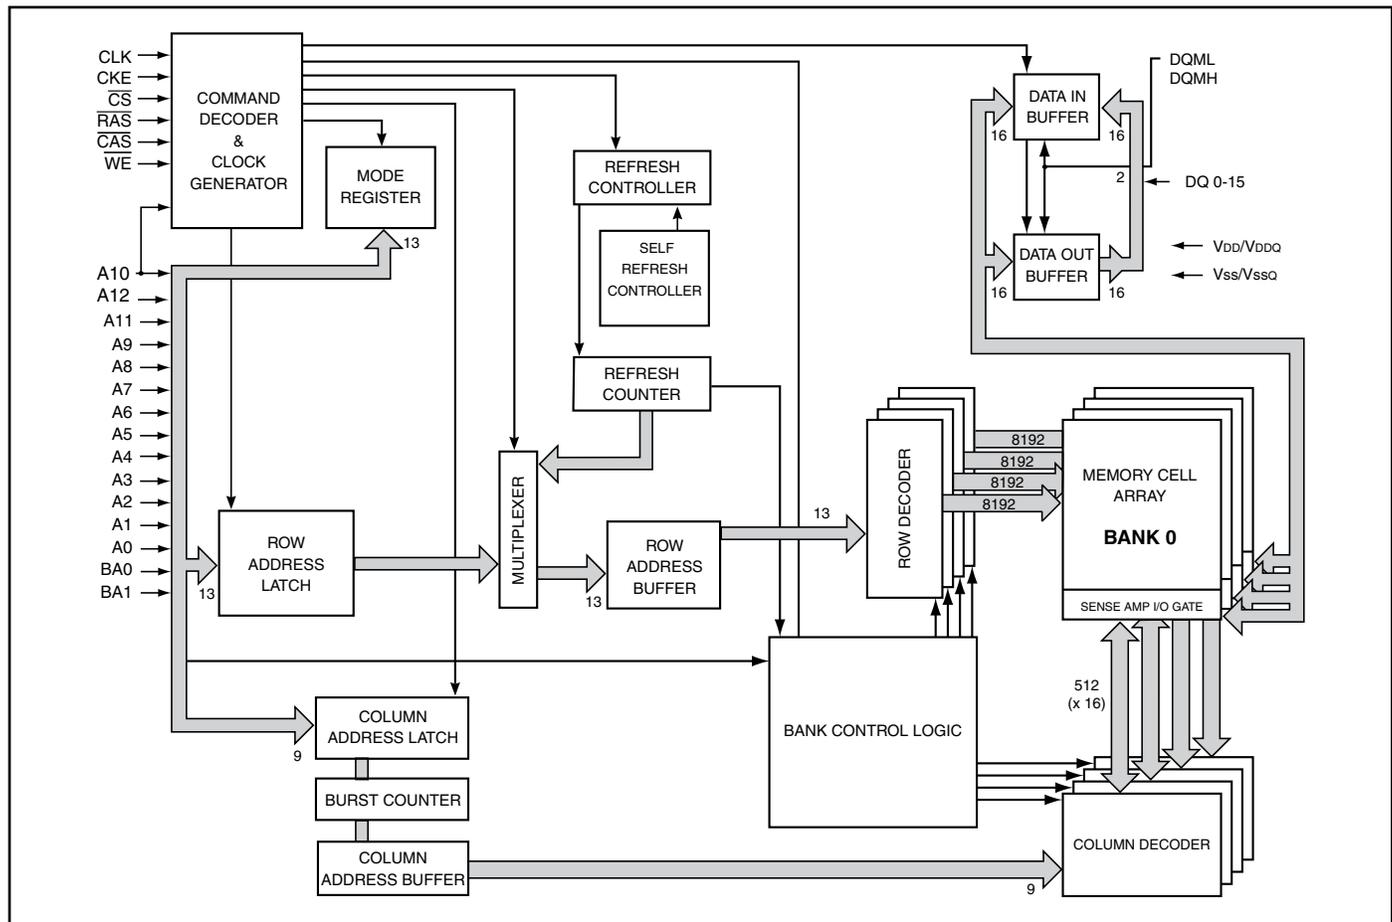 CLK
CKE
CS
RAS
CAS
WE
COMMAND
DECODER
&
CLOCK
GENERATOR
MODE
REGISTER
13
REFRESH
CONTROLLER
SELF
REFRESH
CONTROLLER
REFRESH
COUNTER
DATA IN
BUFFER
16
16
DQML
DQMH
2
DQ 0-15
DATA OUT
BUFFER
16
16
VDD/VDDQ
VSS/VSSQ
A10
A12
A11
A9
A8
A7
A6
A5
A4
A3
A2
A1
A0
BA0
BA1
13
ROW
ADDRESS
LATCH
MULTIPLEXER
13
ROW
ADDRESS
BUFFER
13
ROW DECODER
8192
8192
8192
8192
MEMORY CELL
ARRAY
BANK 0
SENSE AMP I/O GATE
512
(x 16)
BANK CONTROL LOGIC
9
COLUMN
ADDRESS LATCH
BURST COUNTER
COLUMN
ADDRESS BUFFER
9
COLUMN DECODER